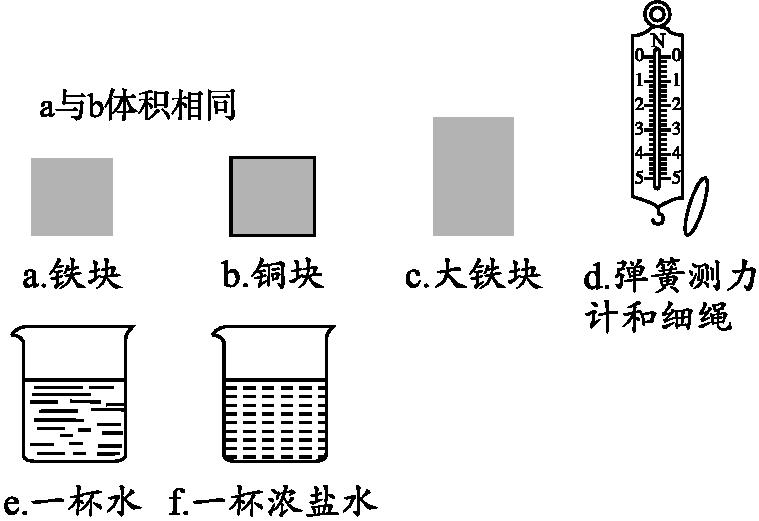 a与b体积相同
N
0 0
1 1
2 2
3 3
4 4
5 5
a.铁块
b.铜块
c.大铁块
d.弹簧测力
计和细绳
e.一杯水
f.一杯浓盐水